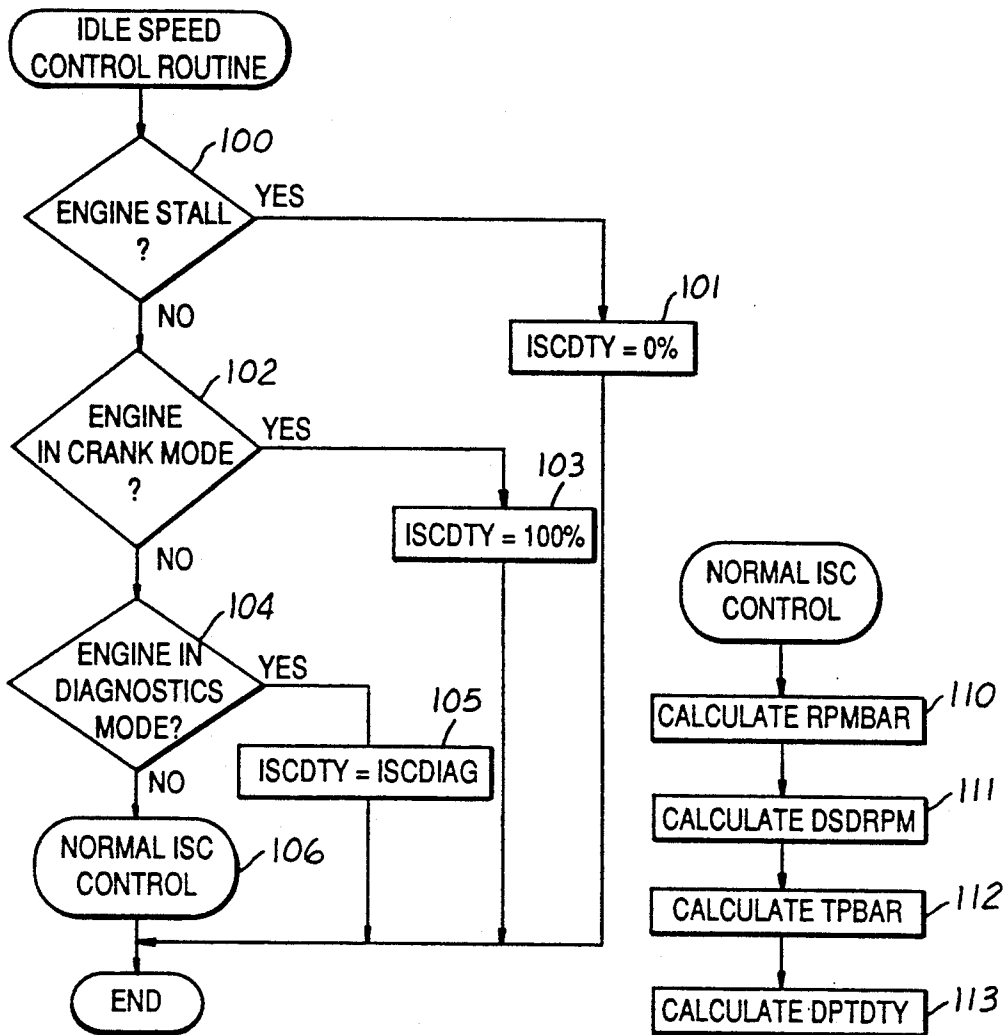 IDLE SPEED
CONTROL ROUTINE
100
ENGINE STALL
?
YES
NO
101
ISCDTY = 0%
102
ENGINE
IN CRANK MODE
?
YES
NO
103
ISCDTY = 100%
104
ENGINE IN
DIAGNOSTICS
MODE?
YES
NO
105
ISCDTY = ISCDIAG
NORMAL ISC
CONTROL
106
END
NORMAL ISC
CONTROL
110
CALCULATE RPMBAR
111
CALCULATE DSDRPM
112
CALCULATE TPBAR
113
CALCULATE DPTDTY